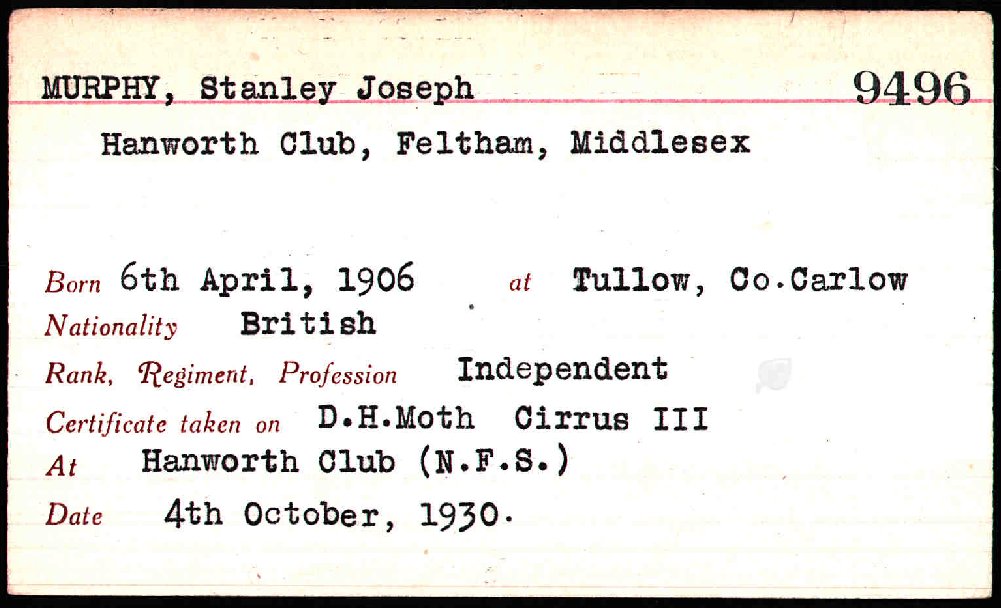 MURPHY, Stanley Joseph 9496
Hanworth Club, Feltham, Middlesex
Born 6th April, 1906 at Tullow, Co.Carlow
Nationality British
Rank, Regiment, Profession Independent
Certificate taken on D.H.Moth Cirrus III
At Hanworth Club (N.F.S.)
Date 4th October, 1930.